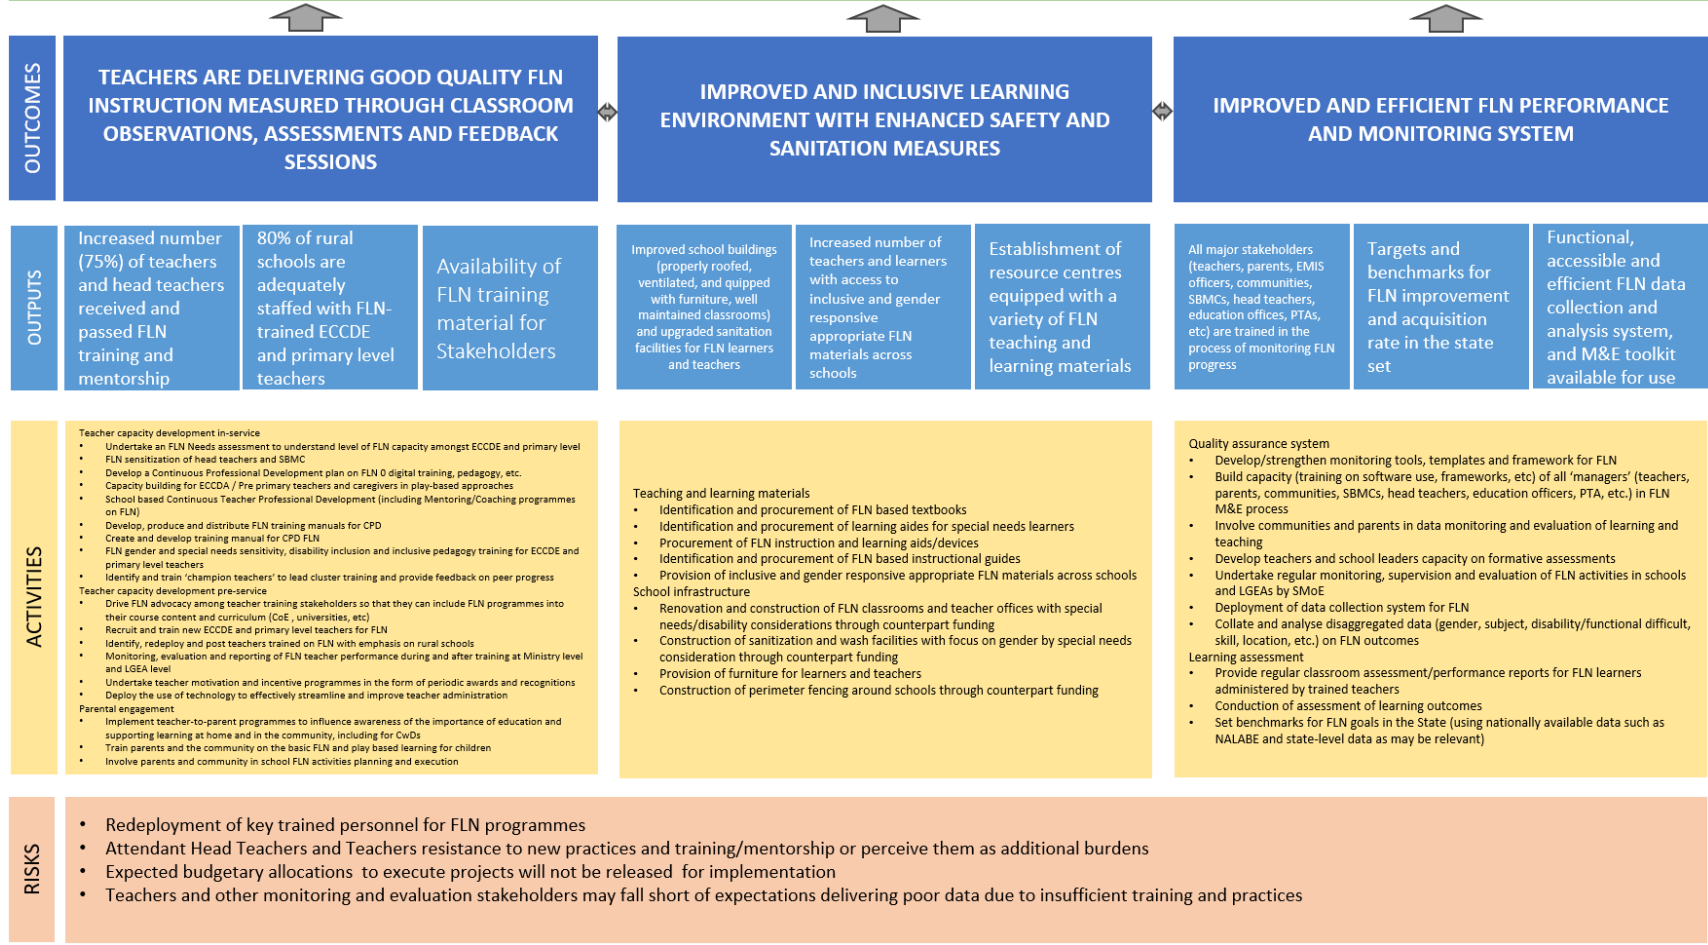 OUTCOMES
TEACHERS ARE DELIVERING GOOD QUALITY FLN
INSTRUCTION MEASURED THROUGH CLASSROOM
OBSERVATIONS, ASSESSMENTS AND FEEDBACK
SESSIONS
IMPROVED AND INCLUSIVE LEARNING
ENVIRONMENT WITH ENHANCED SAFETY AND
SANITATION MEASURES
IMPROVED AND EFFICIENT FLN PERFORMANCE
AND MONITORING SYSTEM
OUTPUTS
Increased number
(75%) of teachers
and head teachers
received and
passed FLN
training and
mentorship
80% of rural
schools are
adequately
staffed with FLN-
trained ECCDE
and primary level
teachers
Availability of
FLN training
material for
Stakeholders
Improved school buildings
(properly roofed,
ventilated, and quipped
with furniture, well
maintained classrooms)
and upgraded sanitation
facilities for FLN learners
and teachers
Increased number of
teachers and learners
with access to
inclusive and gender
responsive
appropriate FLN
materials across
schools
Establishment of
resource centres
equipped with a
variety of FLN
teaching and
learning materials
All major stakeholders
(teachers, parents, EMIS
officers, communities,
SBMCs, head teachers,
education offices, PTAs,
etc) are trained in the
process of monitoring FLN
progress
Targets and
benchmarks for
FLN improvement
and acquisition
rate in the state
set
Functional,
accessible and
efficient FLN data
collection and
analysis system,
and M&E toolkit
available for use
ACTIVITIES
Teacher capacity development in-service
• Undertake an FLN Needs assessment to understand level of FLN capacity amongst ECCDE and primary level
• FLN sensitization of head teachers and SBMC
• Develop a Continuous Professional Development plan on FLN 0 digital training, pedagogy, etc.
• Capacity building for ECCDA / Pre primary teachers and caregivers in play-based approaches
• School based Continuous Teacher Professional Development (including Mentoring/Coaching programmes
on FLN)
• Develop, produce and distribute FLN training manuals for CPD
• Create and develop training manual for CPD FLN
• FLN gender and special needs sensitivity, disability inclusion and inclusive pedagogy training for ECCDE and
primary level teachers
• Identify and train ‘champion teachers’ to lead cluster training and provide feedback on peer progress
Teacher capacity development pre-service
• Drive FLN advocacy among teacher training stakeholders so that they can include FLN programmes into
their course content and curriculum (CoE , universities, etc)
• Recruit and train new ECCDE and primary level teachers for FLN
• Identify, redeploy and post teachers trained on FLN with emphasis on rural schools
• Monitoring, evaluation and reporting of FLN teacher performance during and after training at Ministry level
and LGEA level
• Undertake teacher motivation and incentive programmes in the form of periodic awards and recognitions
• Deploy the use of technology to effectively streamline and improve teacher administration
Parental engagement
• Implement teacher-to-parent programmes to influence awareness of the importance of education and
supporting learning at home and in the community, including for CwDs
• Train parents and the community on the basic FLN and play based learning for children
• Involve parents and community in school FLN activities planning and execution
Teaching and learning materials
• Identification and procurement of FLN based textbooks
• Identification and procurement of learning aides for special needs learners
• Procurement of FLN instruction and learning aids/devices
• Identification and procurement of FLN based instructional guides
• Provision of inclusive and gender responsive appropriate FLN materials across schools
School infrastructure
• Renovation and construction of FLN classrooms and teacher offices with special
needs/disability considerations through counterpart funding
• Construction of sanitization and wash facilities with focus on gender by special needs
consideration through counterpart funding
• Provision of furniture for learners and teachers
• Construction of perimeter fencing around schools through counterpart funding
Quality assurance system
• Develop/strengthen monitoring tools, templates and framework for FLN
• Build capacity (training on software use, frameworks, etc) of all ‘managers’ (teachers,
parents, communities, SBMCs, head teachers, education officers, PTA, etc.) in FLN
M&E process
• Involve communities and parents in data monitoring and evaluation of learning and
teaching
• Develop teachers and school leaders capacity on formative assessments
• Undertake regular monitoring, supervision and evaluation of FLN activities in schools
and LGEAs by SMoE
• Deployment of data collection system for FLN
• Collate and analyse disaggregated data (gender, subject, disability/functional difficult,
skill, location, etc.) on FLN outcomes
Learning assessment
• Provide regular classroom assessment/performance reports for FLN learners
administered by trained teachers
• Conduction of assessment of learning outcomes
• Set benchmarks for FLN goals in the State (using nationally available data such as
NALABE and state-level data as may be relevant)
RISKS
• Redeployment of key trained personnel for FLN programmes
• Attendant Head Teachers and Teachers resistance to new practices and training/mentorship or perceive them as additional burdens
• Expected budgetary allocations to execute projects will not be released for implementation
• Teachers and other monitoring and evaluation stakeholders may fall short of expectations delivering poor data due to insufficient training and practices